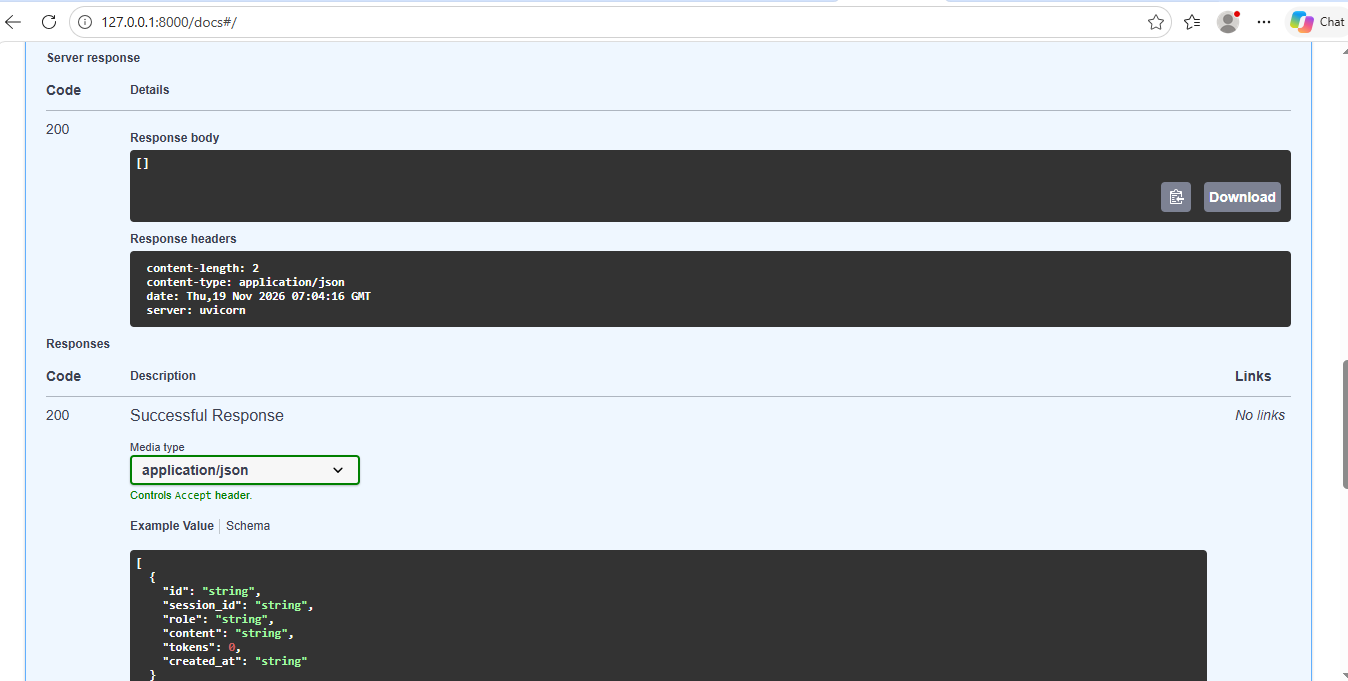 127.0.0.1:8000/docs#/
Chat
Server response
Code Details
200
Response body
[]
Download
Response headers
content-length: 2
content-type: application/json
date: Thu,19 Nov 2026 07:04:16 GMT
server: uvicorn
Responses
Code Description Links
200 Successful Response No links
Media type
application/json
Controls Accept header.
Example Value Schema
[
{
"id": "string",
"session_id": "string",
"role": "string",
"content": "string",
"tokens": 0,
"created_at": "string"
}